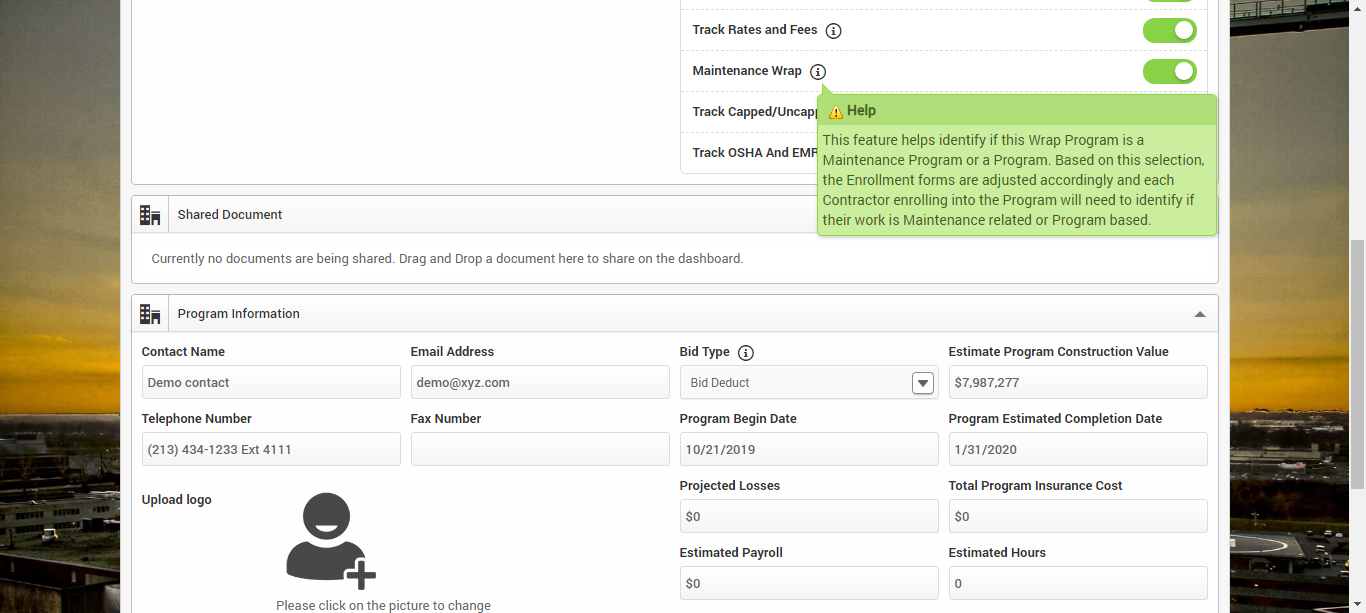 Track Rates and Fees
Maintenance Wrap
Track Capped/Uncapp
Track OSHA And EMR
Help
This feature helps identify if this Wrap Program is a
Maintenance Program or a Program. Based on this selection,
the Enrollment forms are adjusted accordingly and each
Contractor enrolling into the Program will need to identify if
their work is Maintenance related or Program based.
Shared Document
Currently no documents are being shared. Drag and Drop a document here to share on the dashboard.
Program Information
Contact Name Email Address Bid Type Estimate Program Construction Value
Demo contact demo@xyz.com Bid Deduct $7,987,277
Telephone Number Fax Number Program Begin Date Program Estimated Completion Date
(213) 434-1233 Ext 4111 10/21/2019 1/31/2020
Upload logo Projected Losses Total Program Insurance Cost
$0 $0
Estimated Payroll Estimated Hours
$0 0
Please click on the picture to change